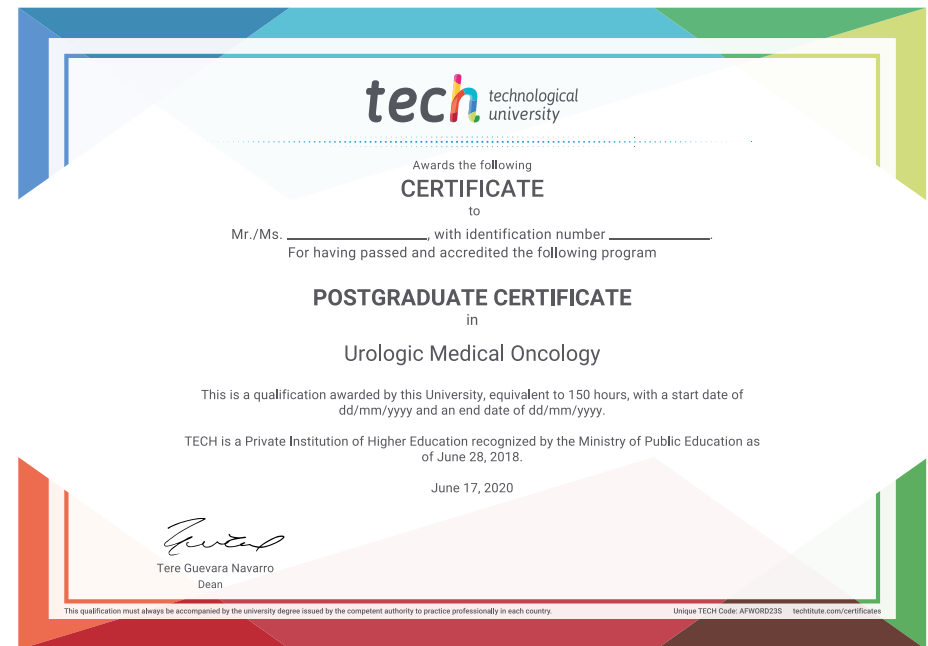 tech technological
university
Awards the following
CERTIFICATE
to
Mr./Ms. ____________, with identification number ____________.
For having passed and accredited the following program
POSTGRADUATE CERTIFICATE
in
Urologic Medical Oncology
This is a qualification awarded by this University, equivalent to 150 hours, with a start date of
dd/mm/yyyy and an end date of dd/mm/yyyy.
TECH is a Private Institution of Higher Education recognized by the Ministry of Public Education as
of June 28, 2018.
June 17, 2020
Tere Guevara Navarro
Dean
This qualification must always be accompanied by the university degree issued by the competent authority to practice professionally in each country.
Unique TECH Code: AFWORD23S techtitute.com/certificates